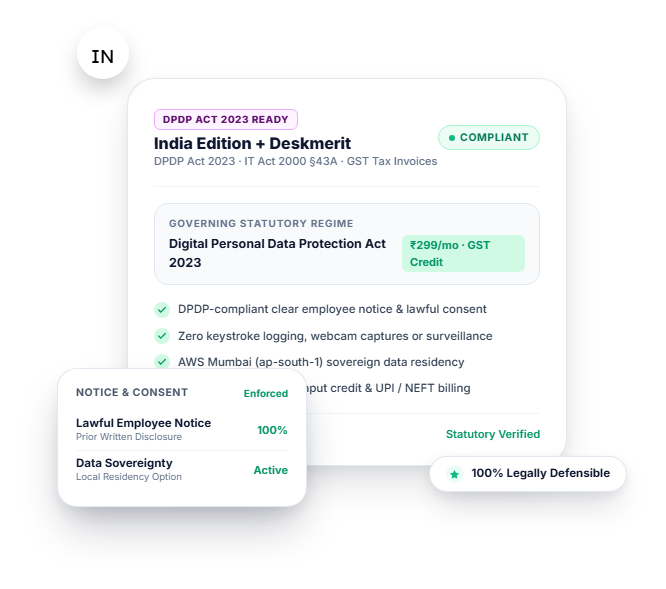 IN
DPDP ACT 2023 READY
India Edition + Deskmerit
DPDP Act 2023 · IT Act 2000 §43A · GST Tax Invoices
COMPLIANT
GOVERNING STATUTORY REGIME
Digital Personal Data Protection Act
2023
₹299/mo · GST
Credit
DPDP-compliant clear employee notice & lawful consent
Zero keystroke logging, webcam captures or surveillance
AWS Mumbai (ap-south-1) sovereign data residency
credit & UPI / NEFT billing
Statutory Verified
NOTICE & CONSENT
Enforced
Lawful Employee Notice
Prior Written Disclosure
100%
Data Sovereignty
Local Residency Option
Active
100% Legally Defensible